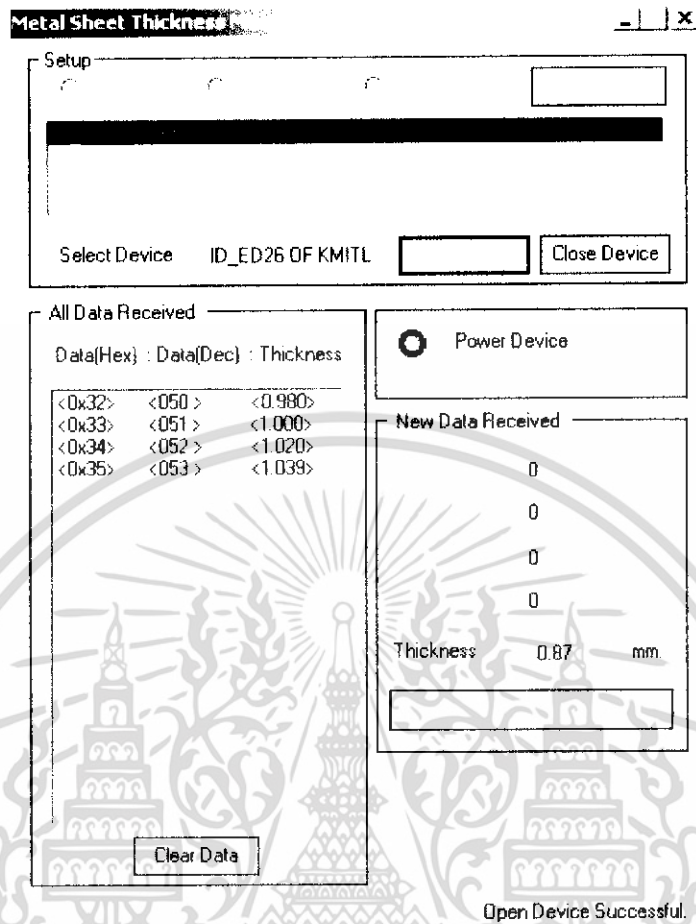 Metal Sheet Thickness
Setup
Select Device ID_ED26 OF KMITL Close Device
All Data Received
Data(Hex) : Data(Dec) : Thickness
<0x32> <050 > <0.980>
<0x33> <051 > <1.000>
<0x34> <052 > <1.020>
<0x35> <053 > <1.039>
Clear Data
Power Device
New Data Received
0
0
0
0
Thickness 0.87 mm.
Open Device Successful.